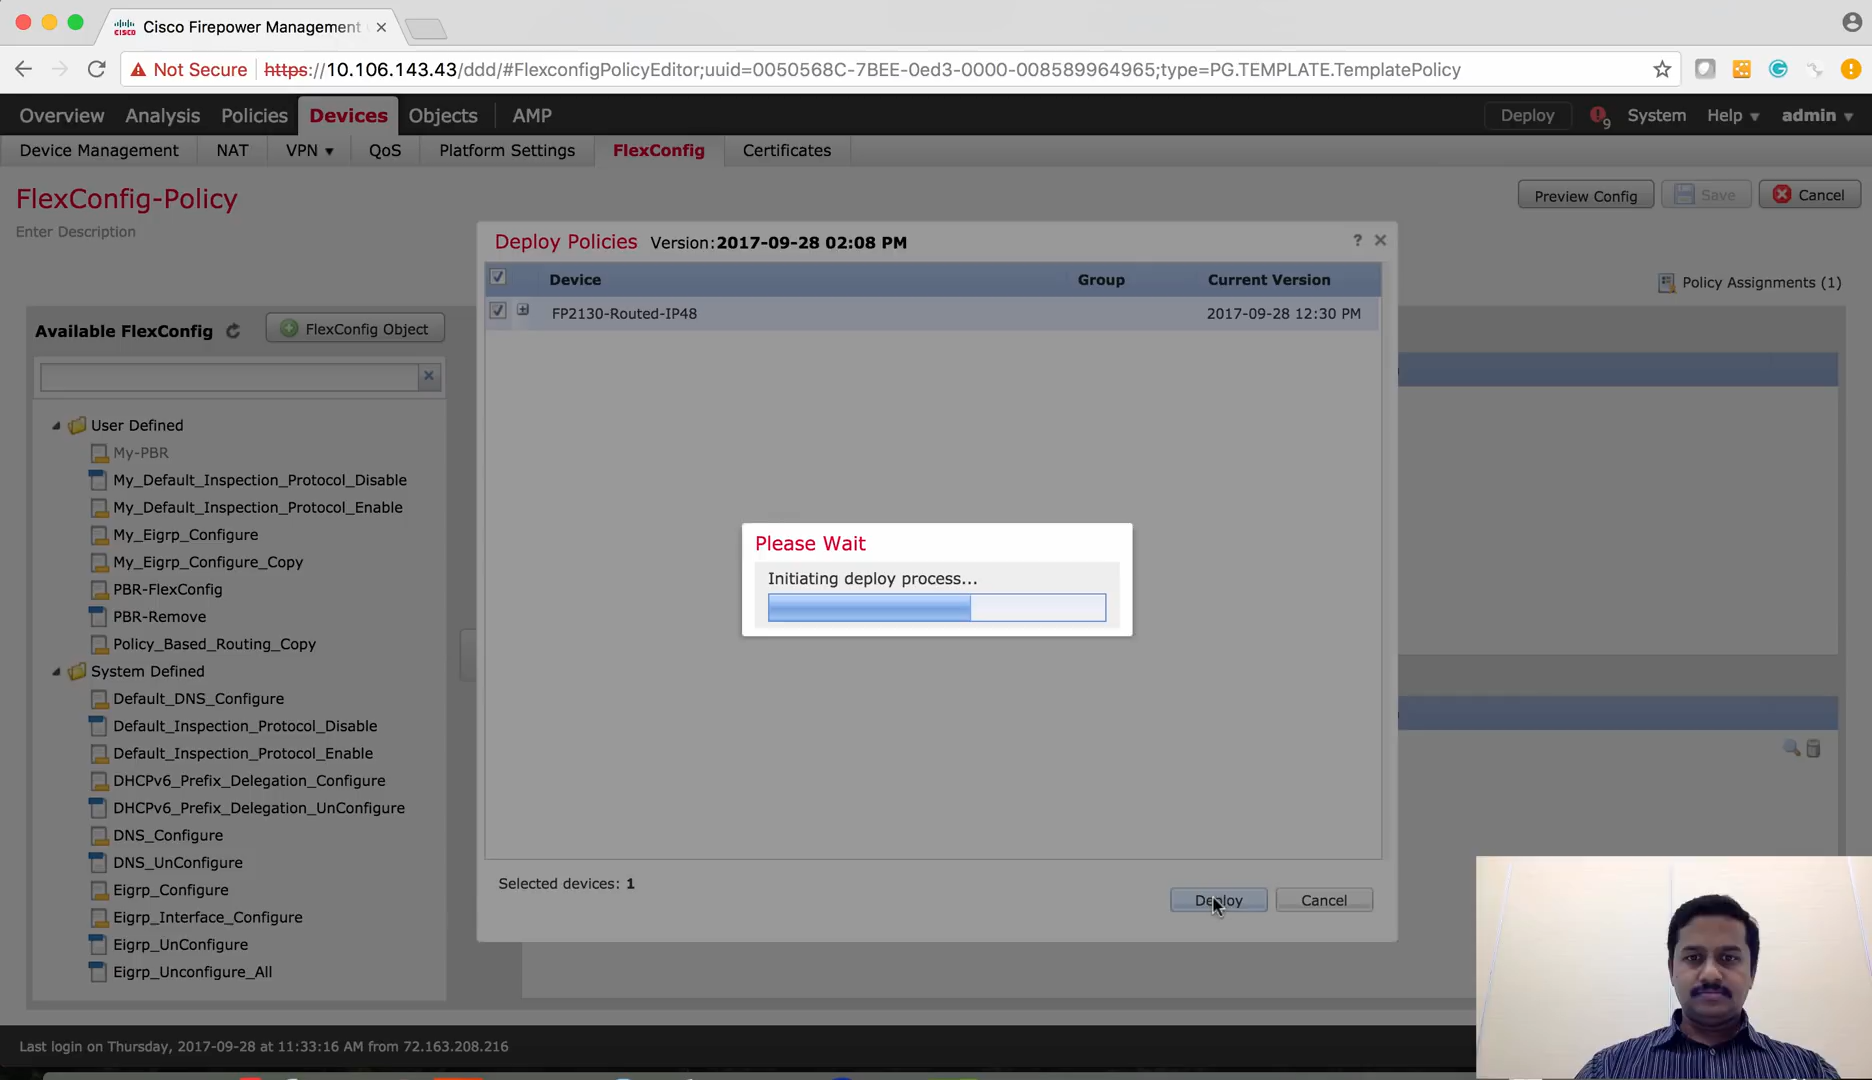 Cisco Firepower Management
Not Secure https://10.106.143.43/ddd/#FlexconfigPolicyEditor;uuid=0050568C-7BEE-0ed3-0000-008589964965;type=PG.TEMPLATE.TemplatePolicy
Overview Analysis Policies Devices Objects AMP Deploy 9 System Help admin
Device Management NAT VPN QoS Platform Settings FlexConfig Certificates
FlexConfig-Policy
Preview Config Save Cancel
Enter Description
Deploy Policies Version:2017-09-28 02:08 PM ?
Device Group Current Version
Policy Assignments (1)
FP2130-Routed-IP48 2017-09-28 12:30 PM
Available FlexConfig FlexConfig Object
User Defined
My-PBR
My_Default_Inspection_Protocol_Disable
My_Default_Inspection_Protocol_Enable
My_Eigrp_Configure
My_Eigrp_Configure_Copy
PBR-FlexConfig
PBR-Remove
Policy_Based_Routing_Copy
System Defined
Default_DNS_Configure
Default_Inspection_Protocol_Disable
Default_Inspection_Protocol_Enable
DHCPv6_Prefix_Delegation_Configure
DHCPv6_Prefix_Delegation_UnConfigure
DNS_Configure
DNS_UnConfigure
Eigrp_Configure
Eigrp_Interface_Configure
Eigrp_UnConfigure
Eigrp_Unconfigure_All
Please Wait
Initiating deploy process...
Selected devices: 1
Deploy Cancel
Last login on Thursday, 2017-09-28 at 11:33:16 AM from 72.163.208.216